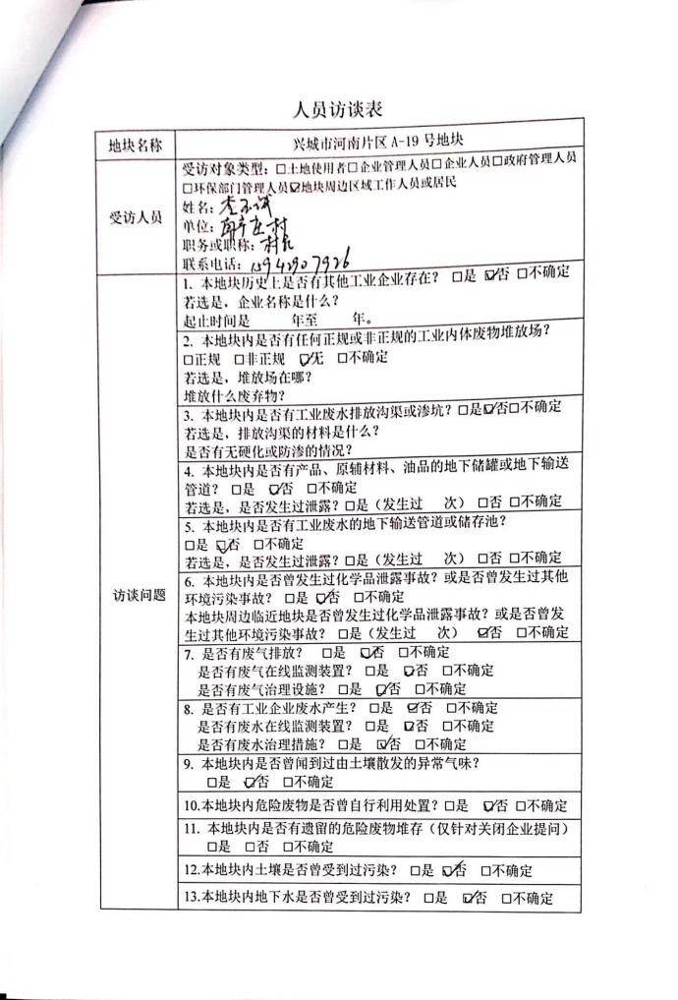 人员访谈表
地块名称 兴城市河南片区 A-19 号地块
受访人员
受访对象类型：□土地使用者□企业管理人员□企业人员□政府管理人员
□环保部门管理人员☑地块周边区域工作人员或居民
姓名：
单位： 村
职务或职称：村民
联系电话：15942907926
访谈问题
1. 本地块历史上是否有其他工业企业存在？ □是 ☑否 □不确定
若选是，企业名称是什么？
起止时间是 年至 年。
2. 本地块内是否有任何正规或非正规的工业内体废物堆放场？
□正规 □非正规 ☑无 □不确定
若选是，堆放场在哪？
堆放什么废弃物？
3. 本地块内是否有工业废水排放沟渠或渗坑？□是☑否□不确定
若选是，排放沟渠的材料是什么？
是否有无硬化或防渗的情况？
4. 本地块内是否有产品、原辅材料、油品的地下储罐或地下输送
管道？ □是 ☑否 □不确定
若选是，是否发生过泄露？□是（发生过 次） □否 □不确定
5. 本地块内是否有工业废水的地下输送管道或储存池？
□是 ☑否 □不确定
若选是，是否发生过泄露？□是（发生过 次） □否 □不确定
6. 本地块内是否曾发生过化学品泄露事故？或是否曾发生过其他
环境污染事故？ □是 ☑否 □不确定
本地块周边临近地块是否曾发生过化学品泄露事故？或是否曾发
生过其他环境污染事故？ □是（发生过 次） ☑否 □不确定
7. 是否有废气排放？ □是 ☑否 □不确定
是否有废气在线监测装置？ □是 ☑否 □不确定
是否有废气治理设施？ □是 ☑否 □不确定
8. 是否有工业企业废水产生？ □是 ☑否 □不确定
是否有废水在线监测装置？ □是 ☑否 □不确定
是否有废水治理措施？ □是 ☑否 □不确定
9. 本地块内是否曾闻到过由土壤散发的异常气味？
□是 ☑否 □不确定
10.本地块内危险废物是否曾自行利用处置？□是 ☑否 □不确定
11. 本地块内是否有遗留的危险废物堆存（仅针对关闭企业提问）
□是 □否 □不确定
12.本地块内土壤是否曾受到过污染？ □是 ☑否 □不确定
13.本地块内地下水是否曾受到过污染？ □是 ☑否 □不确定